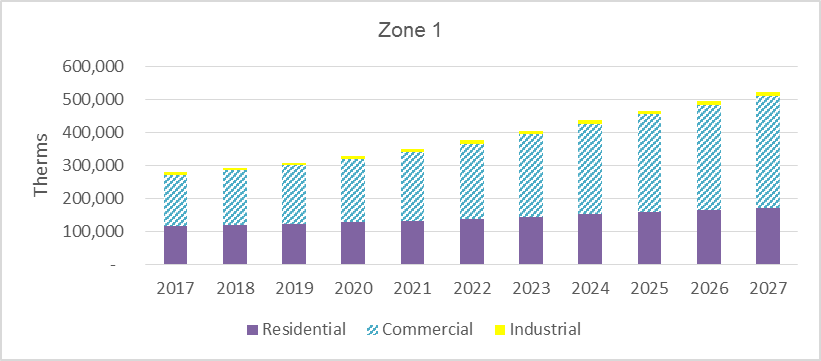 Zone 1
Therms
600,000
500,000
400,000
300,000
200,000
100,000
-
2017 2018 2019 2020 2021 2022 2023 2024 2025 2026 2027
Residential Commercial Industrial